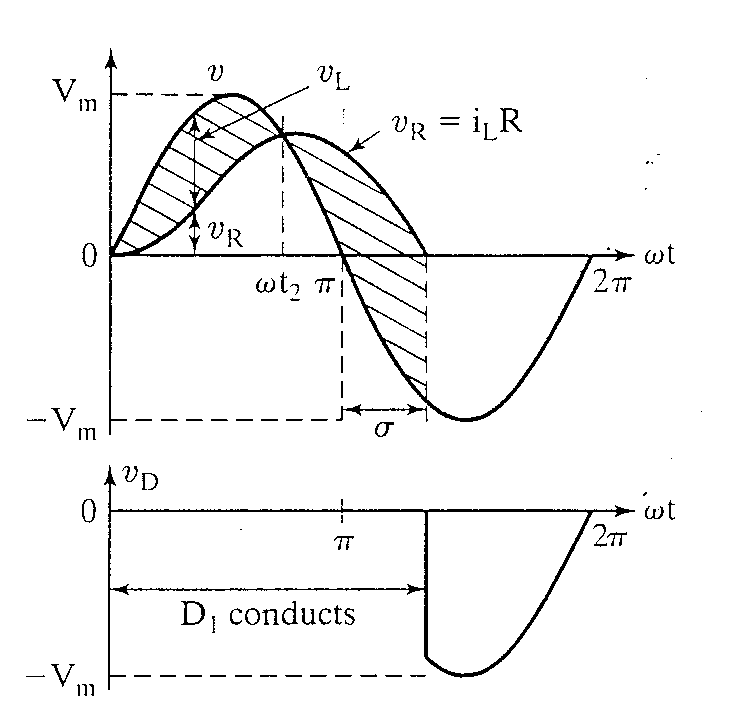 v
v_L
V_m
v_R = i_L R
v_R
0
ωt_2
π
2π
ωt
−V_m
σ
v_D
0
π
2π
ωt
D_1 conducts
−V_m